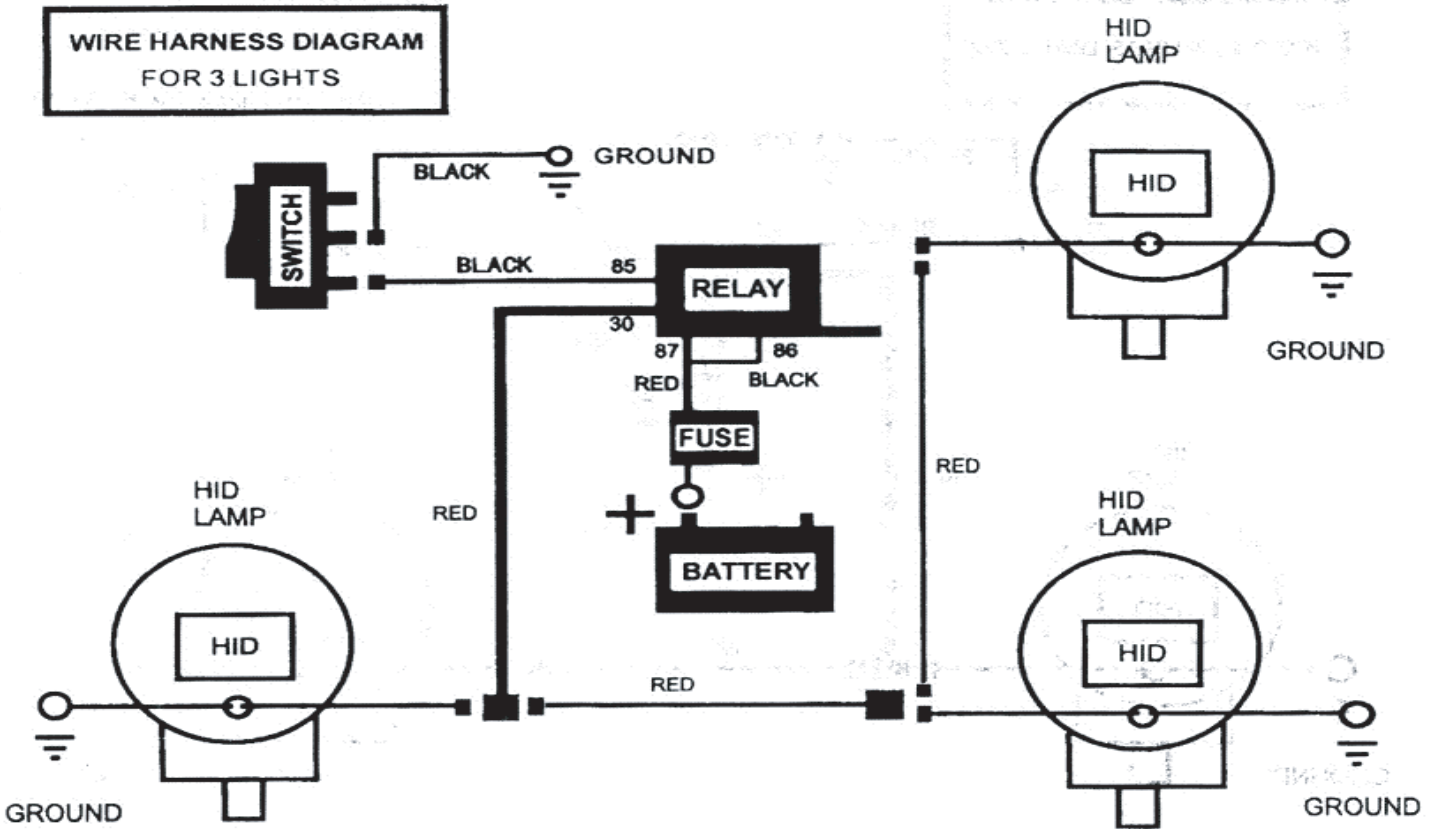 WIRE HARNESS DIAGRAM
FOR 3 LIGHTS
HID
LAMP
HID
GROUND
BLACK
GROUND
SWITCH
BLACK
85
RELAY
30
87
86
RED
BLACK
FUSE
+
BATTERY
RED
RED
HID
LAMP
HID
GROUND
RED
HID
LAMP
HID
GROUND